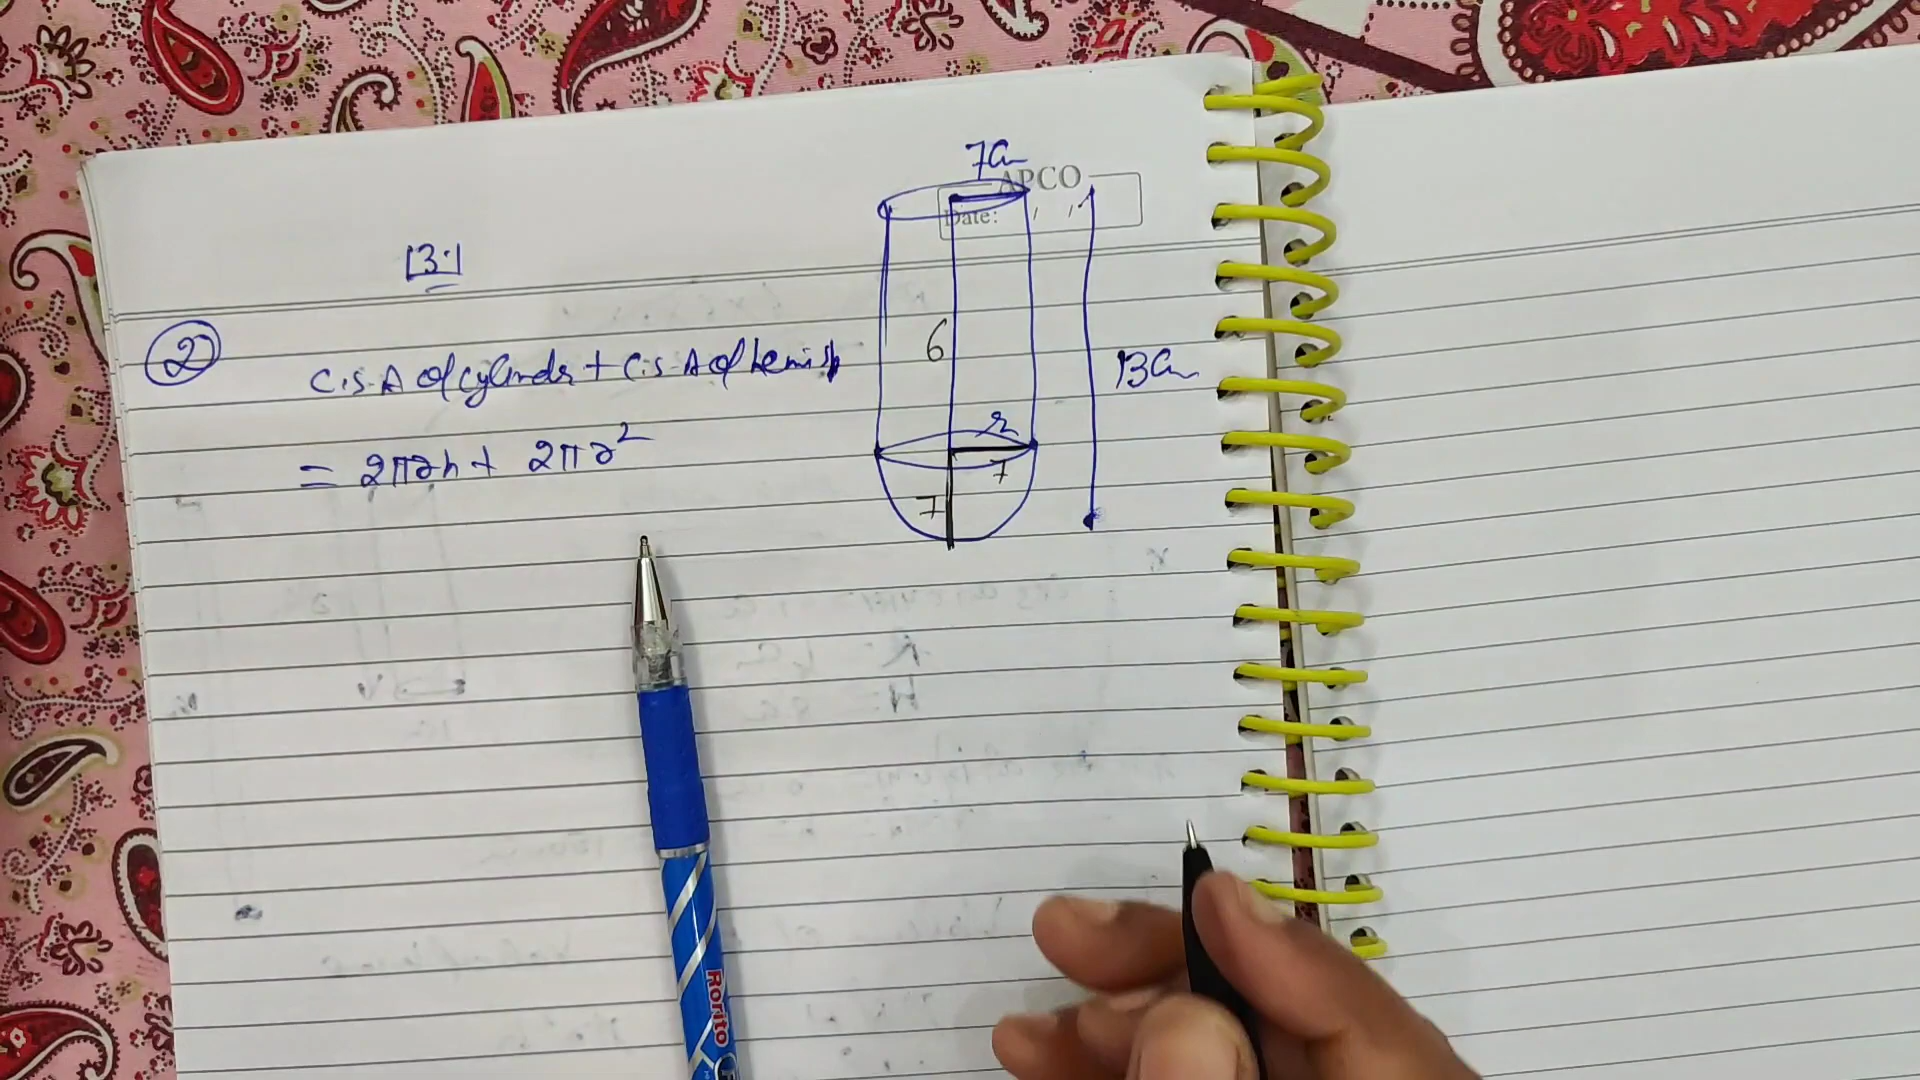 7cm
APCO
Date: / /
13.1
6
2
C.S.A of cylinder + C.S.A of hemisp
13cm
r
= 2πrh + 2πr²
7
7
Rorito